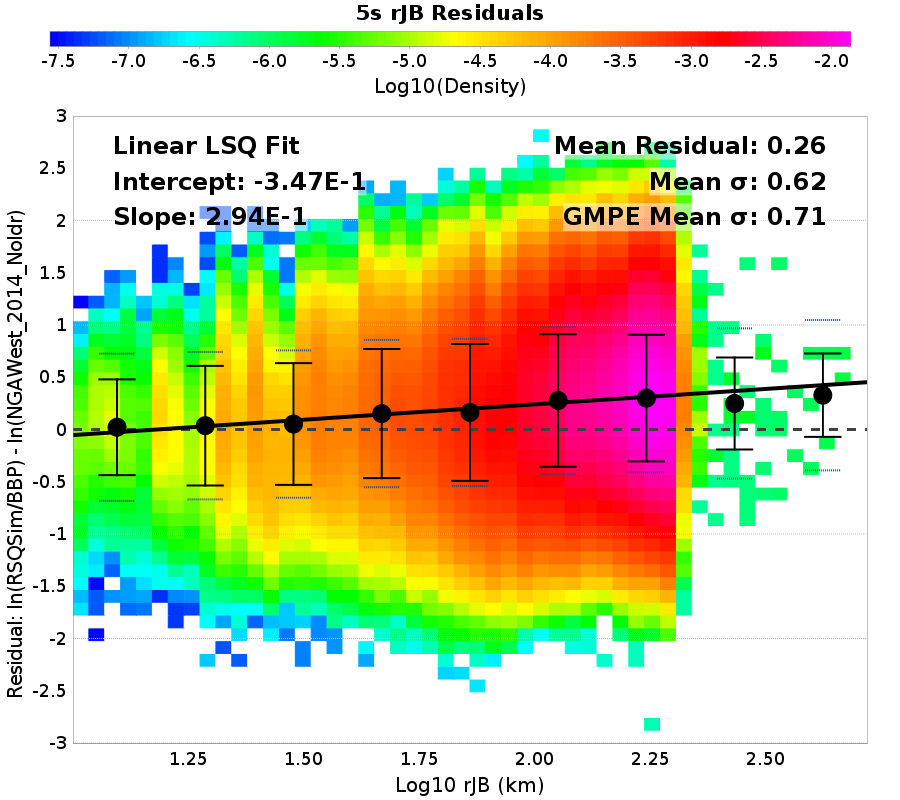 5s rJB Residuals
-7.5 -7.0 -6.5 -6.0 -5.5 -5.0 -4.5 -4.0 -3.5 -3.0 -2.5 -2.0
Log10(Density)
Linear LSQ Fit
Intercept: -3.47E-1
Slope: 2.94E-1
Mean Residual: 0.26
Mean σ: 0.62
GMPE Mean σ: 0.71
Residual: ln(RSQSim/BBP) - ln(NGAWest_2014_NoIdr)
3
2.5
2
1.5
1
0.5
0
-0.5
-1
-1.5
-2
-2.5
-3
1.25 1.50 1.75 2.00 2.25 2.50
Log10 rJB (km)